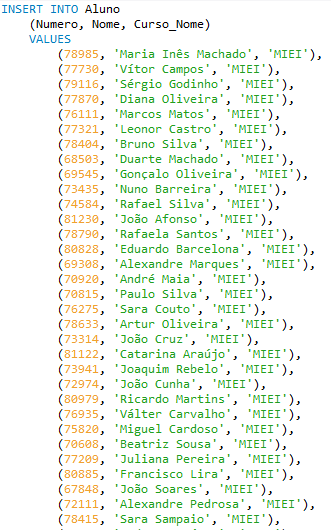 INSERT INTO Aluno
(Numero, Nome, Curso_Nome)
VALUES
(78985, 'Maria Inês Machado', 'MIEI'),
(77730, 'Vítor Campos', 'MIEI'),
(79116, 'Sérgio Godinho', 'MIEI'),
(77870, 'Diana Oliveira', 'MIEI'),
(76111, 'Marcos Matos', 'MIEI'),
(77321, 'Leonor Castro', 'MIEI'),
(78404, 'Bruno Silva', 'MIEI'),
(68503, 'Duarte Machado', 'MIEI'),
(69545, 'Gonçalo Oliveira', 'MIEI'),
(73435, 'Nuno Barreira', 'MIEI'),
(74584, 'Rafael Silva', 'MIEI'),
(81230, 'João Afonso', 'MIEI'),
(78790, 'Rafaela Santos', 'MIEI'),
(80828, 'Eduardo Barcelona', 'MIEI'),
(69308, 'Alexandre Marques', 'MIEI'),
(70920, 'André Maia', 'MIEI'),
(70815, 'Paulo Silva', 'MIEI'),
(76275, 'Sara Couto', 'MIEI'),
(78633, 'Artur Oliveira', 'MIEI'),
(73314, 'João Cruz', 'MIEI'),
(81122, 'Catarina Araújo', 'MIEI'),
(73941, 'Joaquim Rebelo', 'MIEI'),
(72974, 'João Cunha', 'MIEI'),
(80979, 'Ricardo Martins', 'MIEI'),
(76935, 'Válter Carvalho', 'MIEI'),
(75820, 'Miguel Cardoso', 'MIEI'),
(70608, 'Beatriz Sousa', 'MIEI'),
(77209, 'Juliana Pereira', 'MIEI'),
(80885, 'Francisco Lira', 'MIEI'),
(67848, 'João Soares', 'MIEI'),
(72111, 'Alexandre Pedrosa', 'MIEI'),
(78415, 'Sara Sampaio', 'MIEI'),